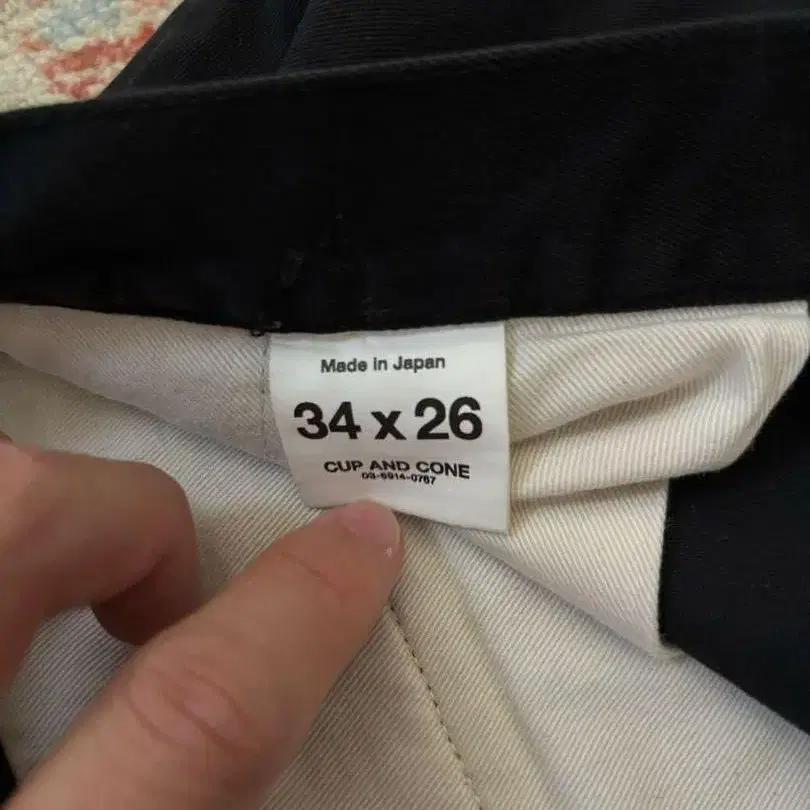 Made in Japan
34 x 26
CUP AND CONE
03-6914-0767